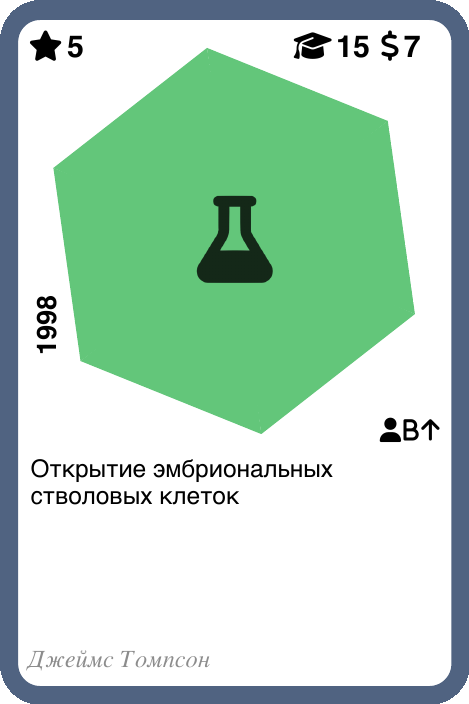 5
15 $7
1998
B↑
Открытие эмбриональных
стволовых клеток
Джеймс Томпсон